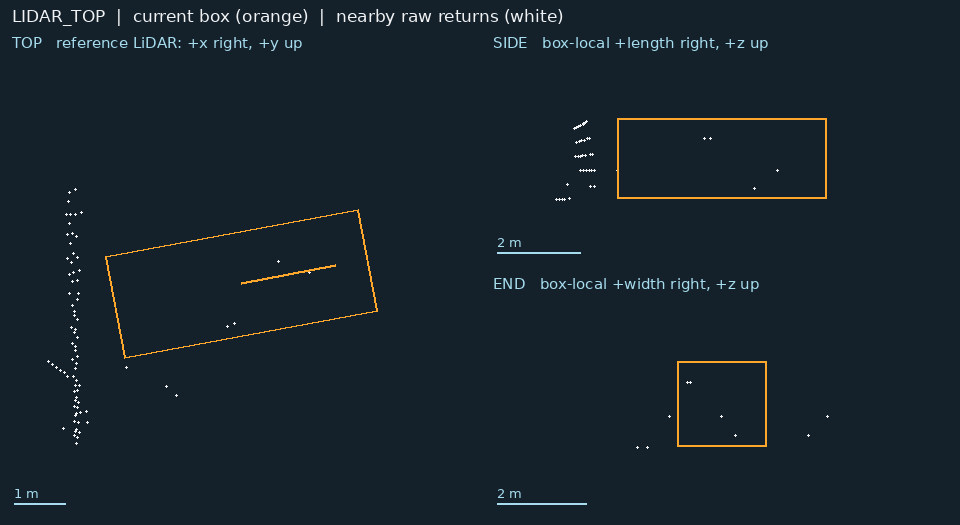 LIDAR_TOP | current box (orange) | nearby raw returns (white)
TOP reference LiDAR: +x right, +y up
SIDE box-local +length right, +z up
2 m
END box-local +width right, +z up
1 m
2 m